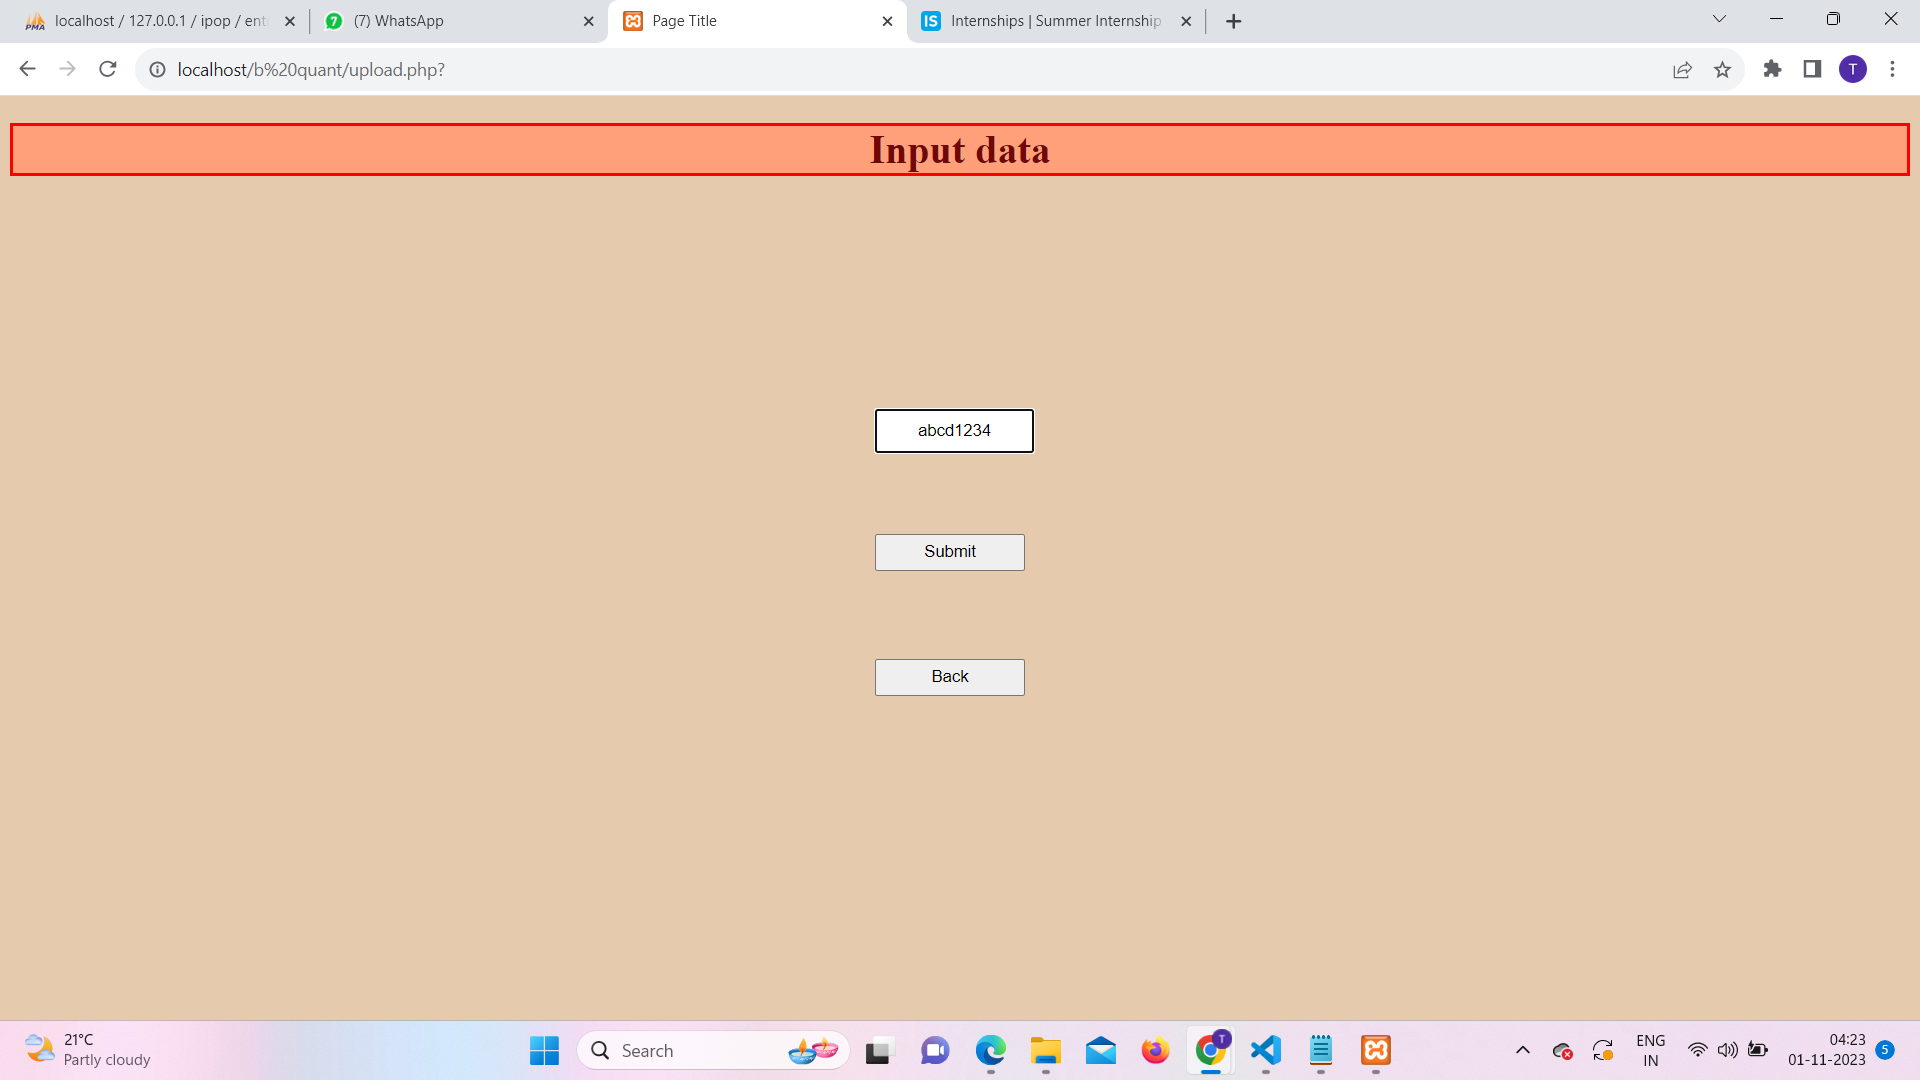 localhost / 127.0.0.1 / ipop / ent
(7) WhatsApp
Page Title
Internships | Summer Internship
localhost/b%20quant/upload.php?
T
Input data
abcd1234
Submit
Back
21°C
Partly cloudy
Search
ENG
IN
04:23
01-11-2023
5